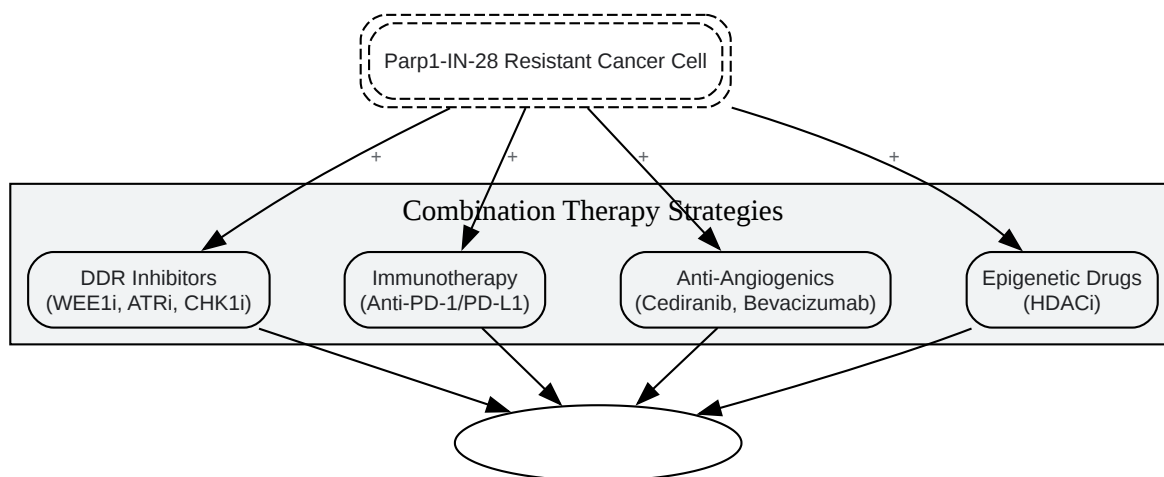 Parp1-IN-28 Resistant Cancer Cell
+ + + +
Combination Therapy Strategies
DDR Inhibitors
(WEE1i, ATRi, CHK1i)
Immunotherapy
(Anti-PD-1/PD-L1)
Anti-Angiogenics
(Cediranib, Bevacizumab)
Epigenetic Drugs
(HDACi)